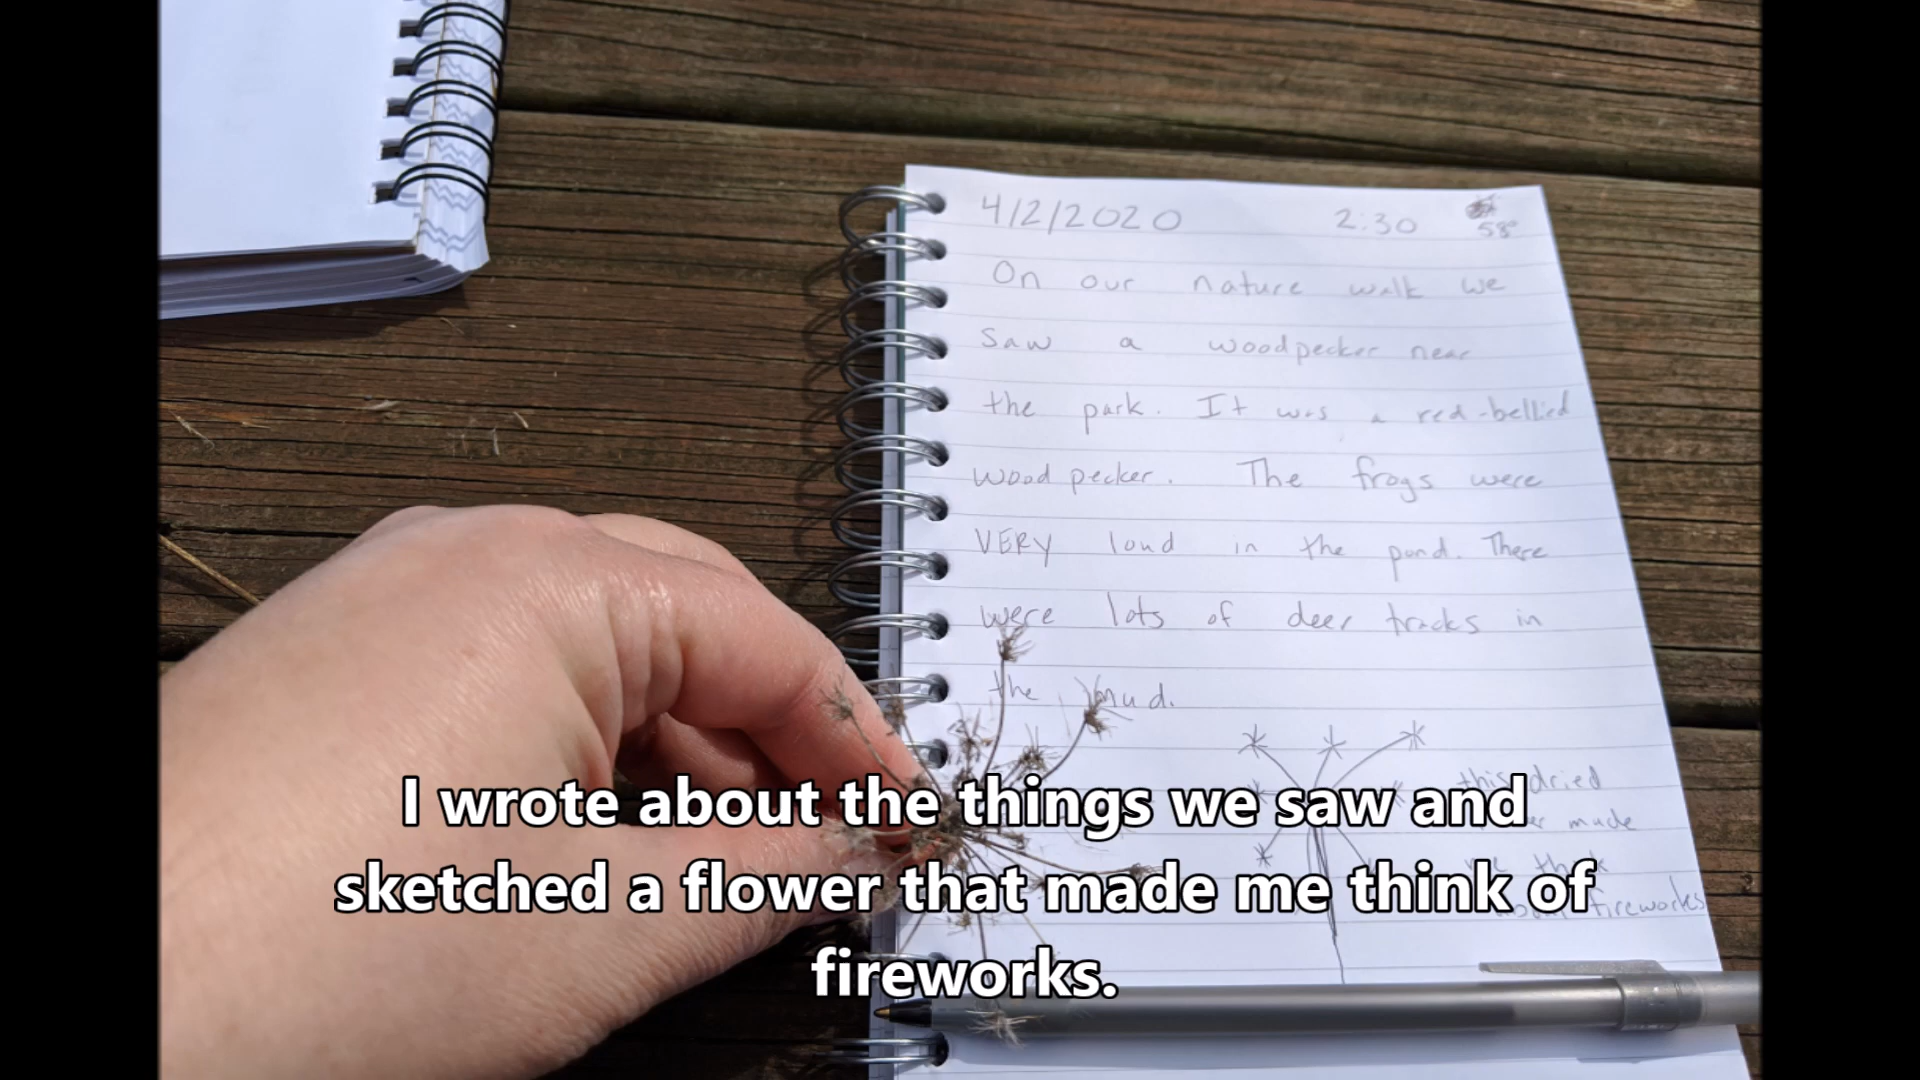 4/2/2020 2:30 58°
On our nature walk we
saw a woodpecker near
the park. It was a red-bellied
woodpecker. The frogs were
VERY loud in the pond. There
were lots of deer tracks in
the mud.
this dried
made
me think
about fireworks
I wrote about the things we saw and
sketched a flower that made me think of
fireworks.